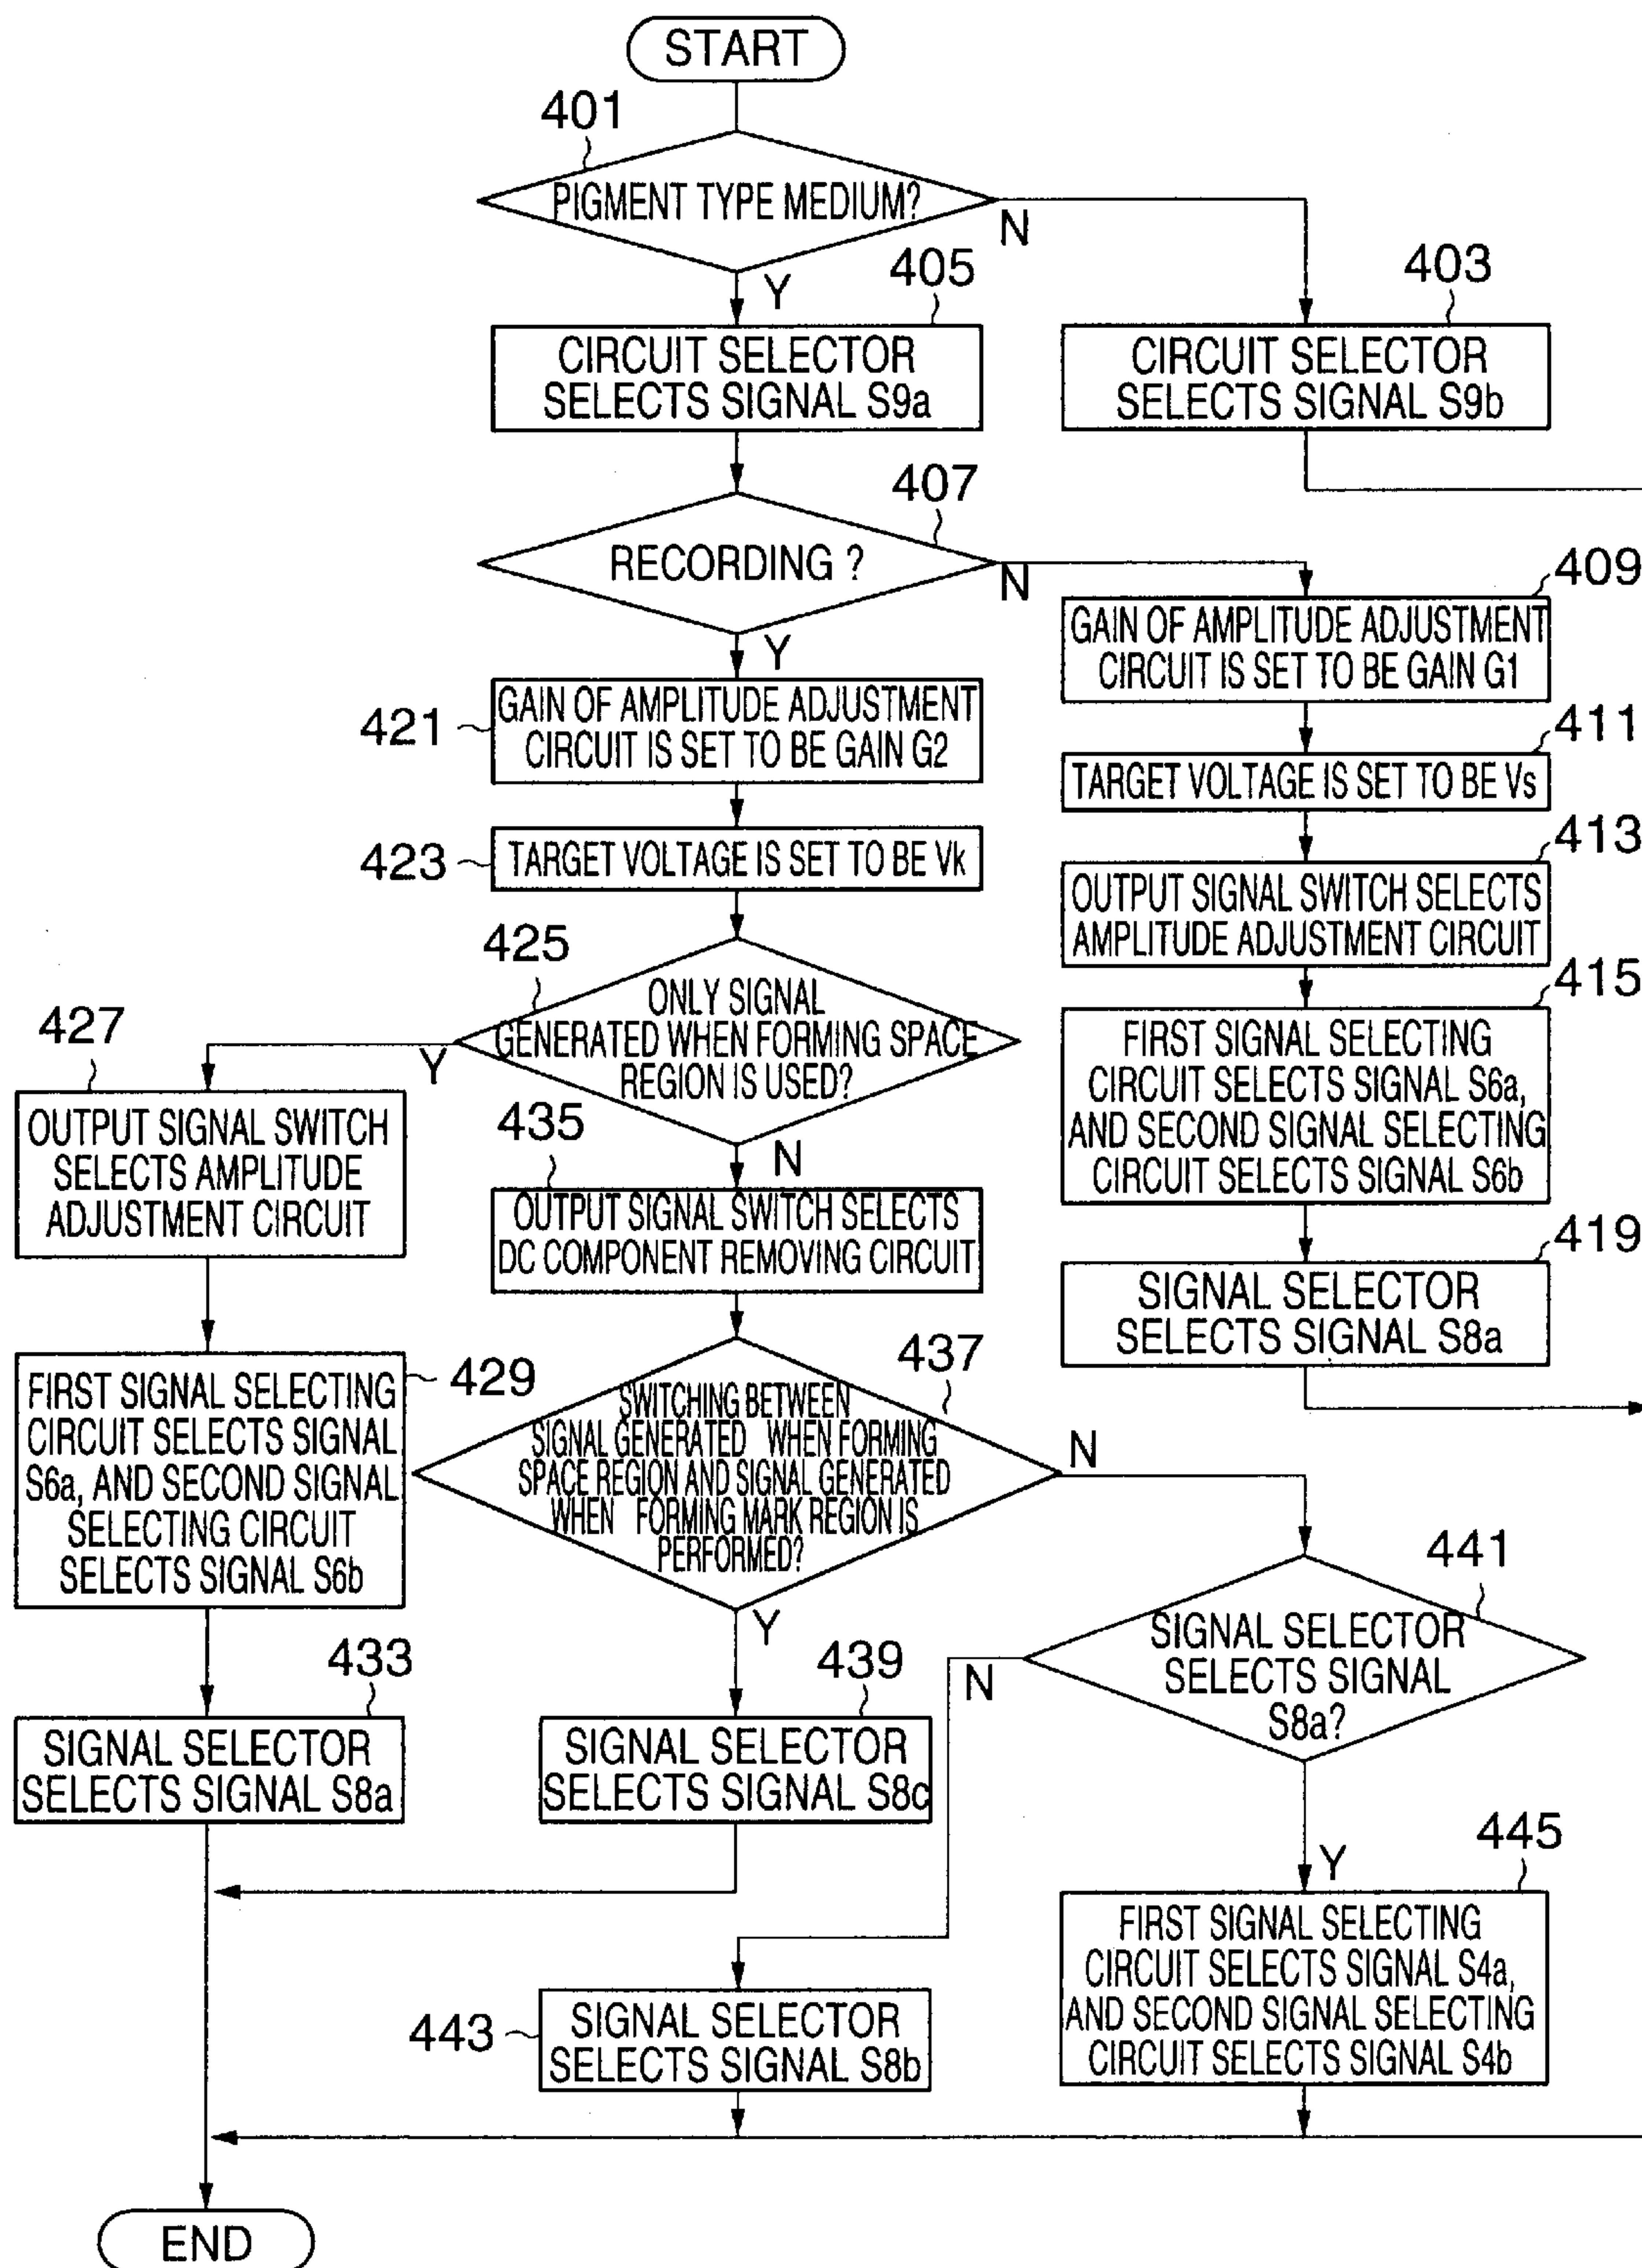 START
401
PIGMENT TYPE MEDIUM?
N
Y
405
CIRCUIT SELECTOR
SELECTS SIGNAL S9a
403
CIRCUIT SELECTOR
SELECTS SIGNAL S9b
407
RECORDING ?
N
Y
409
GAIN OF AMPLITUDE ADJUSTMENT
CIRCUIT IS SET TO BE GAIN G1
421
GAIN OF AMPLITUDE ADJUSTMENT
CIRCUIT IS SET TO BE GAIN G2
411
TARGET VOLTAGE IS SET TO BE Vs
423
TARGET VOLTAGE IS SET TO BE Vk
413
OUTPUT SIGNAL SWITCH SELECTS
AMPLITUDE ADJUSTMENT CIRCUIT
425
ONLY SIGNAL
GENERATED WHEN FORMING SPACE
REGION IS USED?
Y
N
415
FIRST SIGNAL SELECTING
CIRCUIT SELECTS SIGNAL S6a,
AND SECOND SIGNAL SELECTING
CIRCUIT SELECTS SIGNAL S6b
427
OUTPUT SIGNAL SWITCH
SELECTS AMPLITUDE
ADJUSTMENT CIRCUIT
435
OUTPUT SIGNAL SWITCH SELECTS
DC COMPONENT REMOVING CIRCUIT
419
SIGNAL SELECTOR
SELECTS SIGNAL S8a
429
FIRST SIGNAL SELECTING
CIRCUIT SELECTS SIGNAL
S6a, AND SECOND SIGNAL
SELECTING CIRCUIT
SELECTS SIGNAL S6b
437
SWITCHING BETWEEN
SIGNAL GENERATED WHEN FORMING
SPACE REGION AND SIGNAL GENERATED
WHEN FORMING MARK REGION IS
PERFORMED?
N
Y
441
SIGNAL SELECTOR
SELECTS SIGNAL
S8a?
N
Y
433
SIGNAL SELECTOR
SELECTS SIGNAL S8a
439
SIGNAL SELECTOR
SELECTS SIGNAL S8c
445
FIRST SIGNAL SELECTING
CIRCUIT SELECTS SIGNAL S4a,
AND SECOND SIGNAL SELECTING
CIRCUIT SELECTS SIGNAL S4b
443
SIGNAL SELECTOR
SELECTS SIGNAL S8b
END